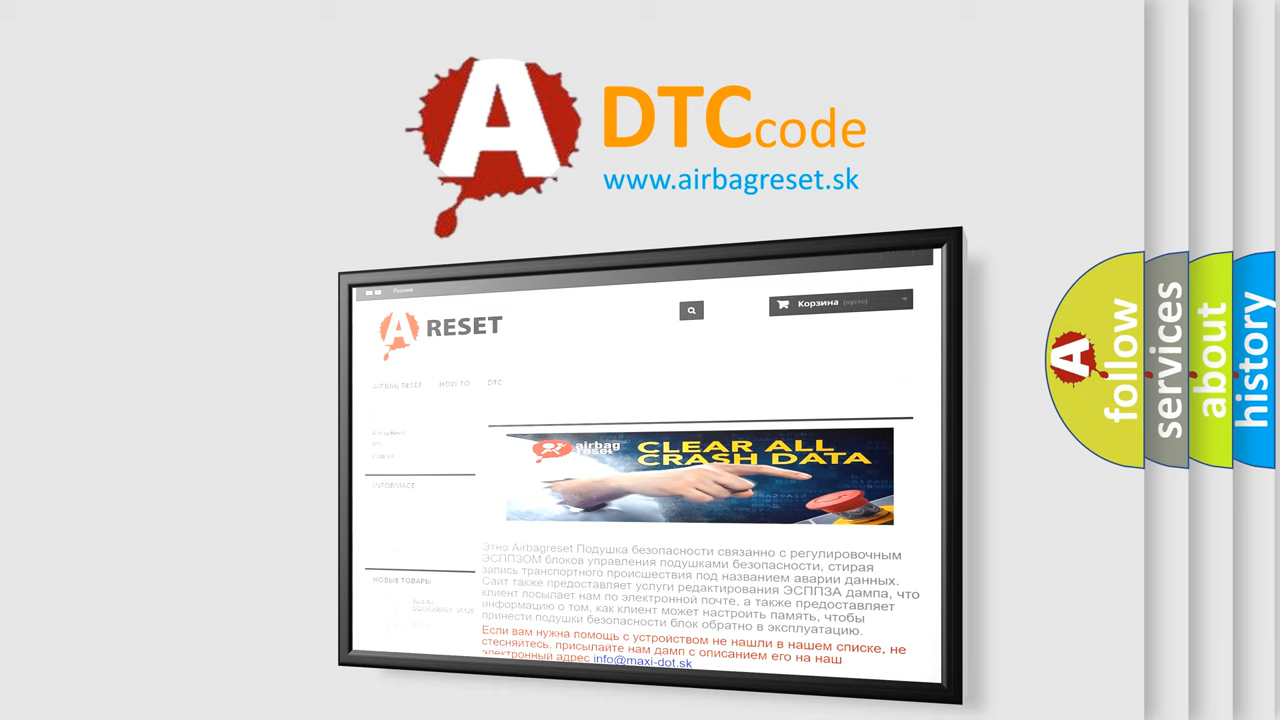 A DTC code
www.airbagreset.sk
Русский
A RESET
Корзина (пусто)
AIRBAG RESET HOW TO DTC
INFORMACE
airbag
reset
CLEAR ALL
CRASH DATA
Этно Airbagreset Подушка безопасности связанно с регулировочным
ЭСППЗОМ блоков управления подушками безопасности, стирая
запись транспортного происшествия под названием аварии данных.
Сайт также предоставляет услуги редактирования ЭСППЗА дампа, что
клиент посылает нам по электронной почте, а также предоставляет
информацию о том, как клиент может настроить память, чтобы
принести подушки безопасности блок обратно в эксплуатацию.
Если вам нужна помощь с устройством не нашли в нашем списке, не
стесняйтесь, присылайте нам дамп с описанием его на наш
электронный адрес info@maxi-dot.sk
НОВЫЕ ТОВАРЫ
A
follow
services
about
history